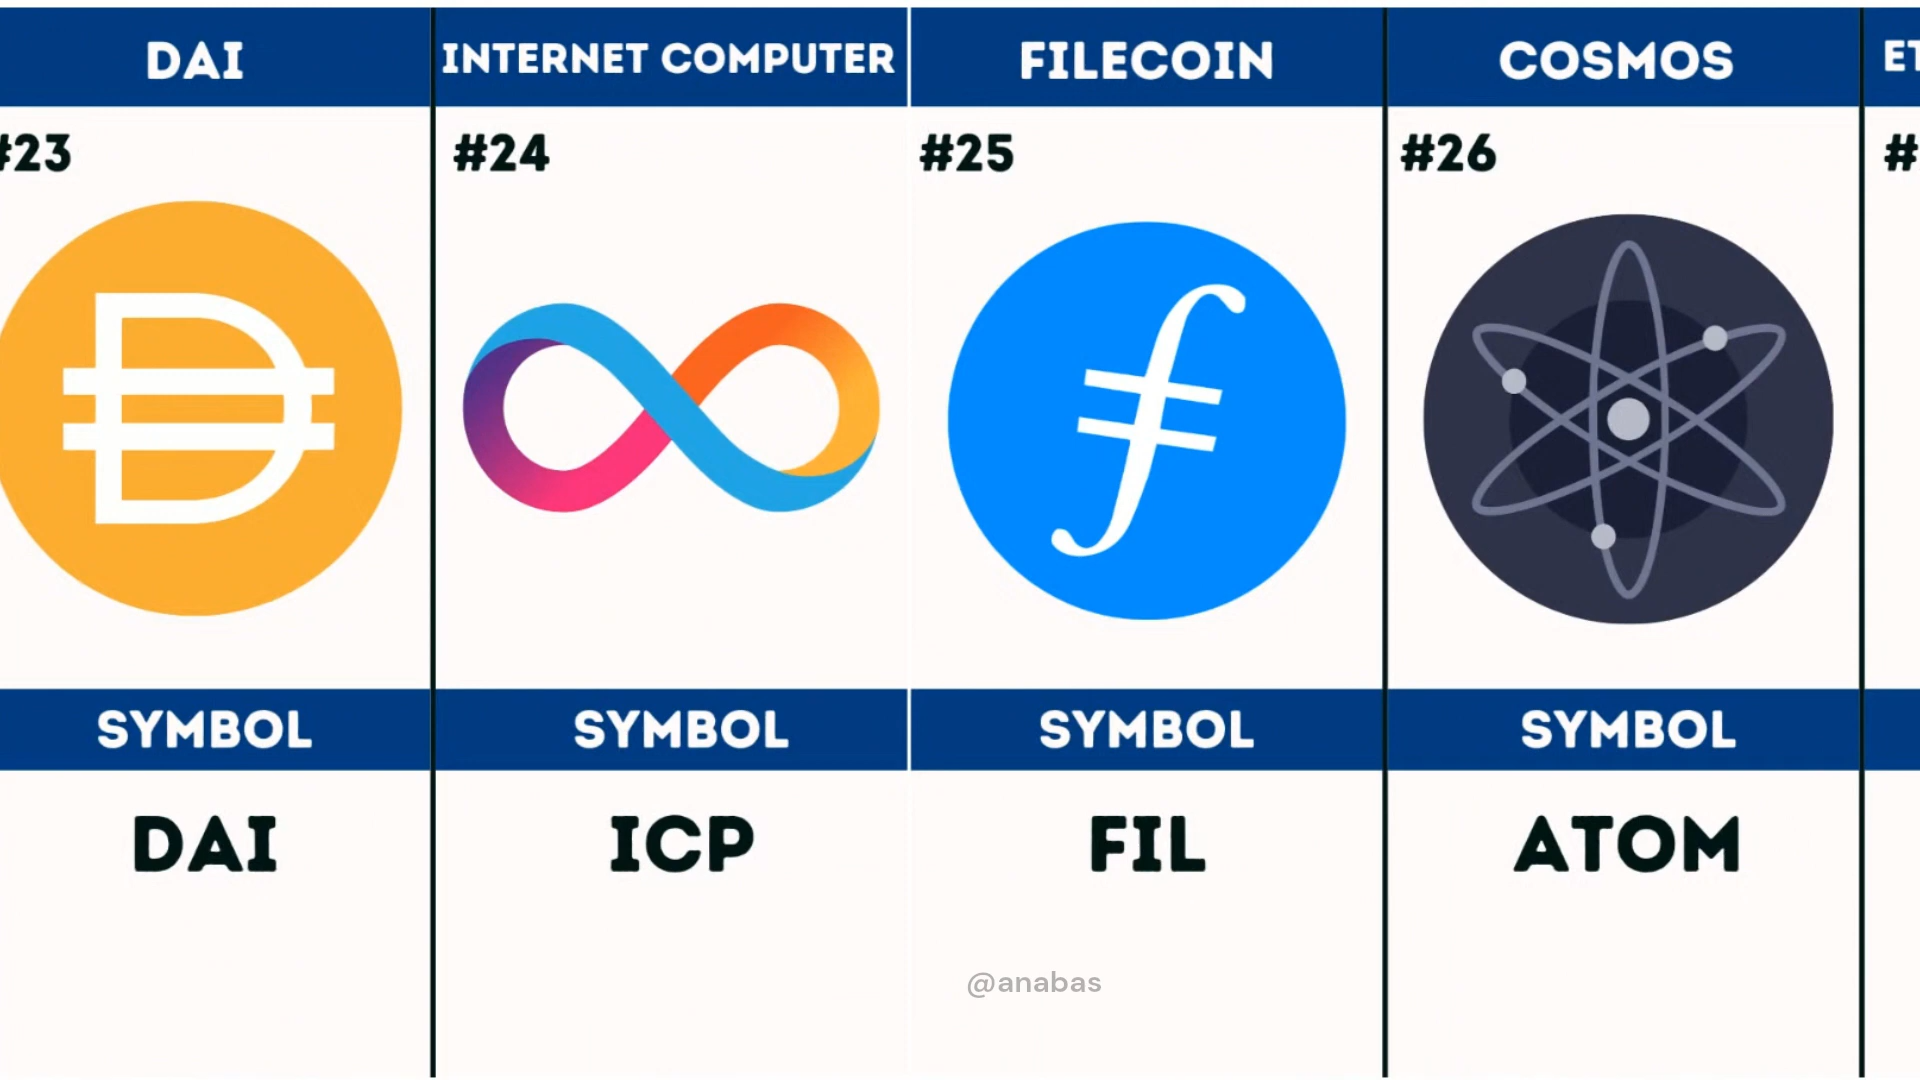 DAI
INTERNET COMPUTER
FILECOIN
COSMOS
ET
#23
#24
#25
#26
#
SYMBOL
SYMBOL
SYMBOL
SYMBOL
DAI
ICP
FIL
ATOM
@anabas